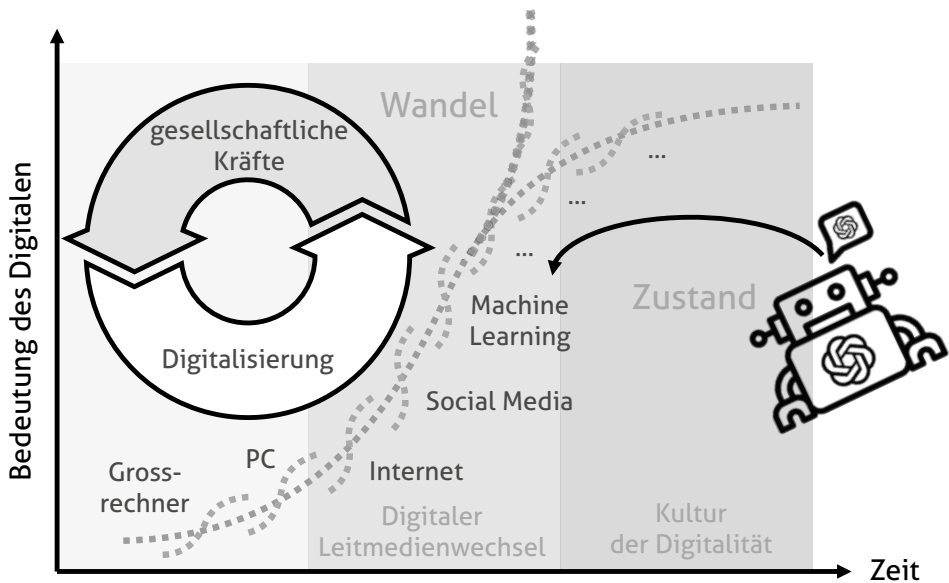 Bedeutung des Digitalen
Wandel
gesellschaftliche
Kräfte
...
...
...
Digitalisierung
Zustand
Machine
Learning
Social Media
PC
Internet
Gross-
rechner
Digitaler
Leitmedienwechsel
Kultur
der Digitalität
Zeit